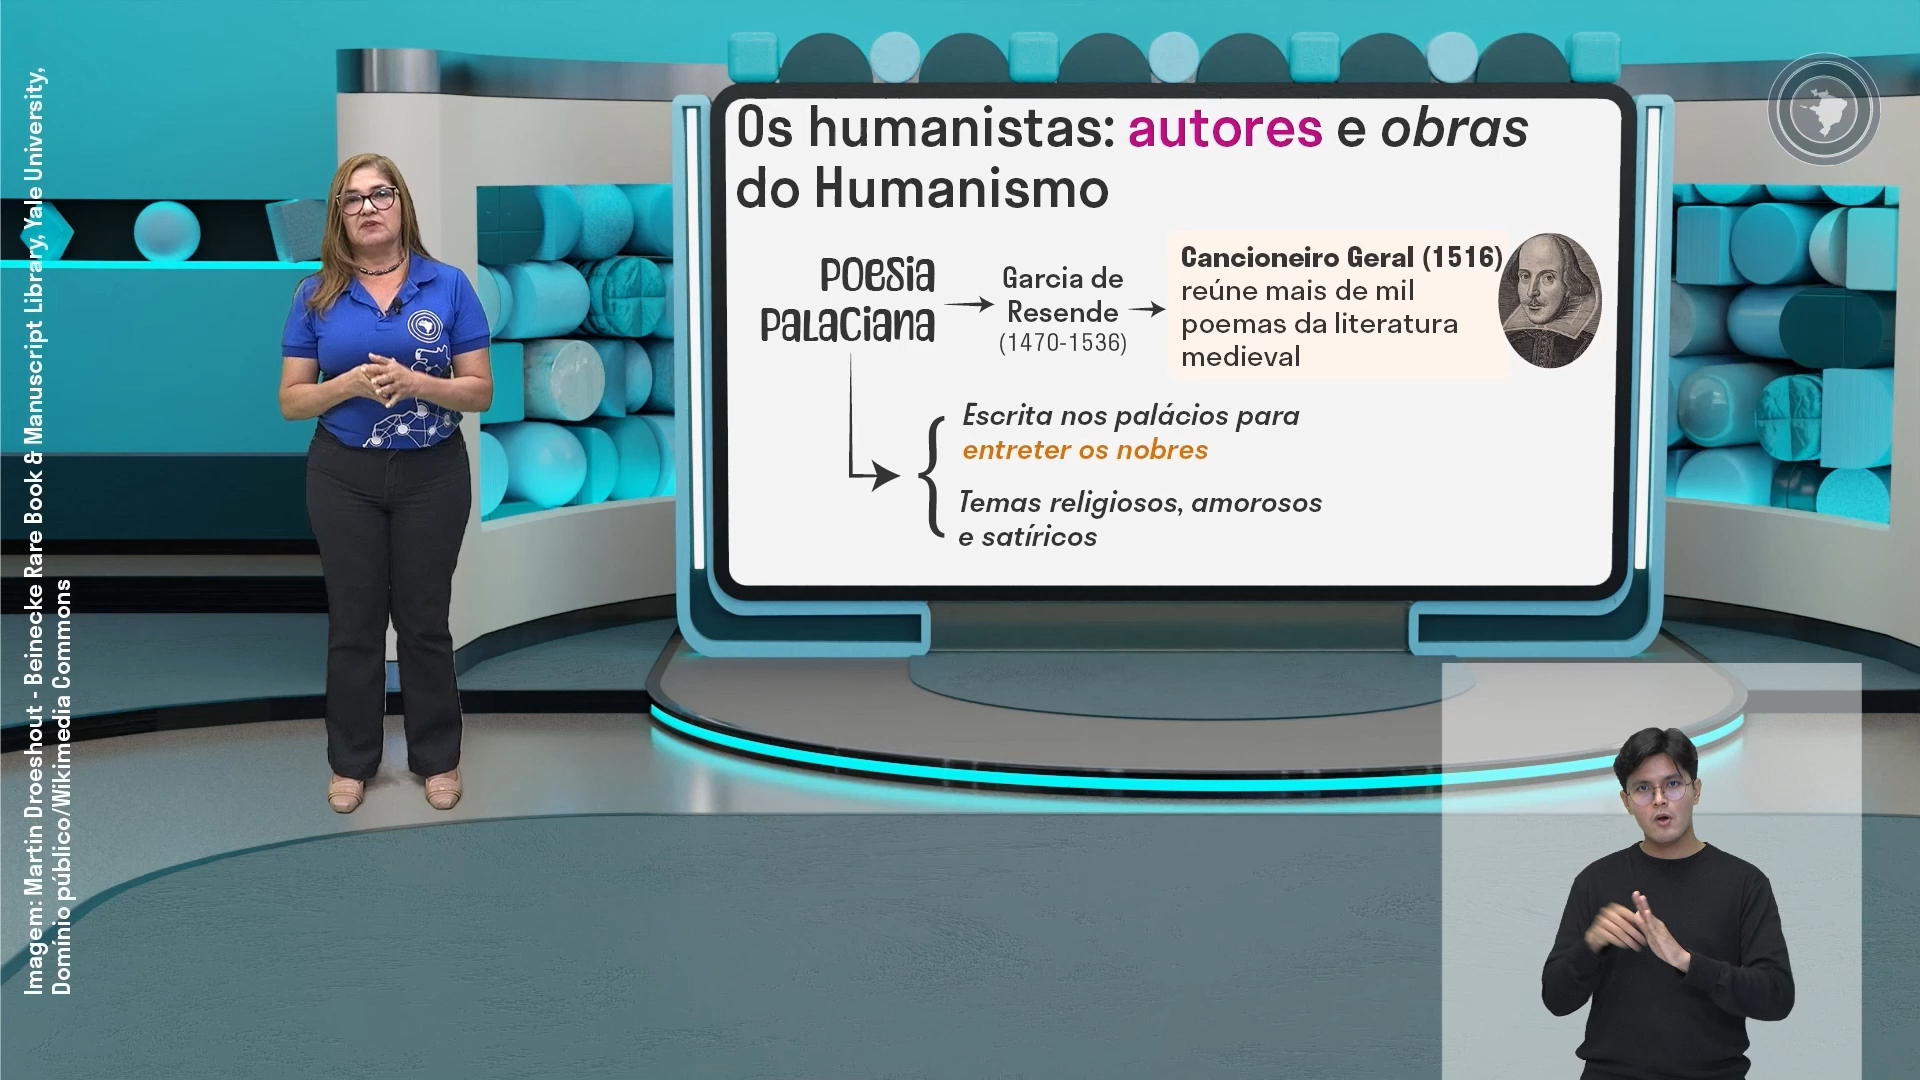 Os humanistas: autores e obras
do Humanismo
POESIA
PALACIANA
Garcia de
Resende
(1470-1536)
Cancioneiro Geral (1516)
reúne mais de mil
poemas da literatura
medieval
Escrita nos palácios para
entreter os nobres
Temas religiosos, amorosos
e satíricos
Imagem: Martin Droeshout - Beinecke Rare Book & Manuscript Library, Yale University,
Domínio público/Wikimedia Commons